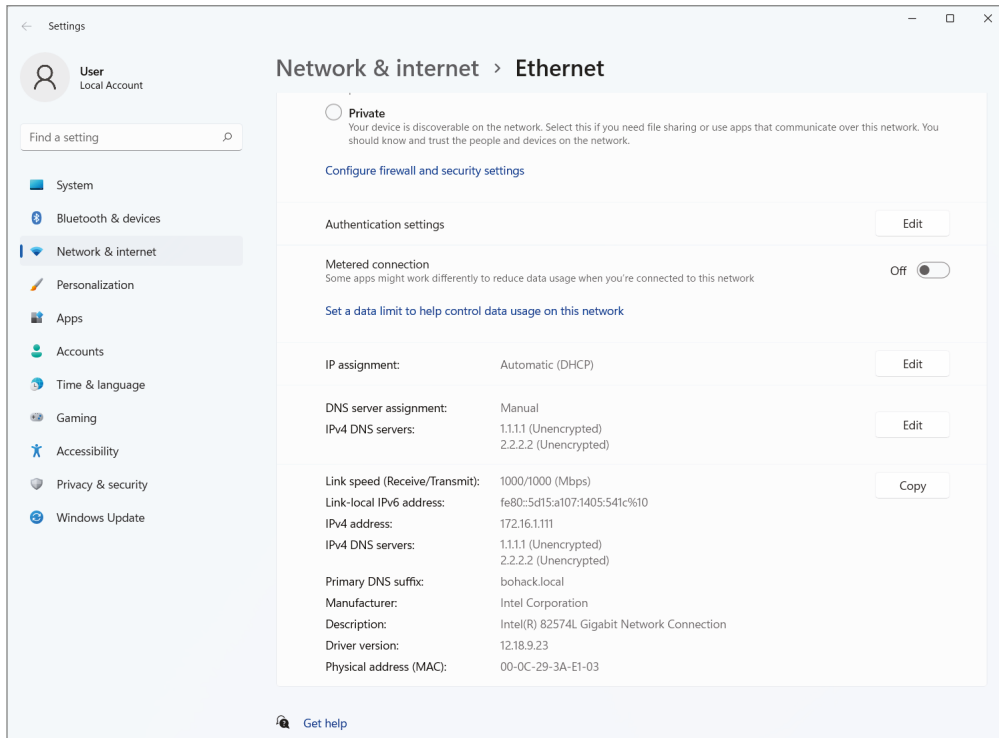 Settings
User
Local Account
Find a setting
System
Bluetooth & devices
Network & internet
Personalization
Apps
Accounts
Time & language
Gaming
Accessibility
Privacy & security
Windows Update
Network & internet > Ethernet
Private
Your device is discoverable on the network. Select this if you need file sharing or use apps that communicate over this network. You
should know and trust the people and devices on the network.
Configure firewall and security settings
Authentication settings
Edit
Metered connection
Some apps might work differently to reduce data usage when you're connected to this network
Off
Set a data limit to help control data usage on this network
IP assignment: Automatic (DHCP)
Edit
DNS server assignment: Manual
IPv4 DNS servers: 1.1.1.1 (Unencrypted)
2.2.2.2 (Unencrypted)
Edit
Link speed (Receive/Transmit): 1000/1000 (Mbps)
Copy
Link-local IPv6 address: fe80::5d15:a107:1405:541c%10
IPv4 address: 172.16.1.111
IPv4 DNS servers: 1.1.1.1 (Unencrypted)
2.2.2.2 (Unencrypted)
Primary DNS suffix: bohack.local
Manufacturer: Intel Corporation
Description: Intel(R) 82574L Gigabit Network Connection
Driver version: 12.18.9.23
Physical address (MAC): 00-0C-29-3A-E1-03
Get help